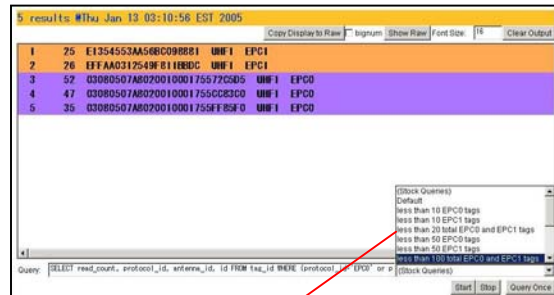 5 results @Thu Jan 13 03:10:56 EST 2005
Copy Display to Raw bignum Show Raw Font Size: 16 Clear Output
1 25 E1354553AA56BC098881 UHF1 EPC1
2 26 EFFAA0312549F811BBDC UHF1 EPC1
3 52 03080507A802001000175572C5D5 UHF1 EPC0
4 47 03080507A8020010001755CC83C0 UHF1 EPC0
5 35 03080507A8020010001755FF85F0 UHF1 EPC0
(Stock Queries)
Default
less than 10 EPC0 tags
less than 10 EPC1 tags
less than 20 total EPC0 and EPC1 tags
less than 50 EPC0 tags
less than 50 EPC1 tags
less than 100 total EPC0 and EPC1 tags
Query: SELECT read_count, protocol_id, antenna_id, id FROM tag_id WHERE (protocol_id='EPC0' or p (Stock Queries)
Start Stop Query Once